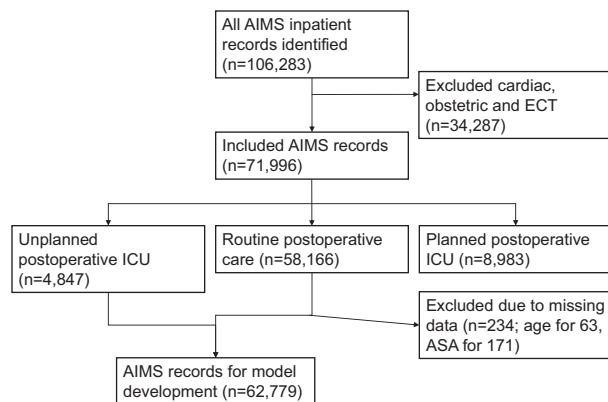 All AIMS inpatient
records identified
(n=106,283)
Excluded cardiac,
obstetric and ECT
(n=34,287)
Included AIMS records
(n=71,996)
Unplanned
postoperative ICU
(n=4,847)
Routine postoperative
care (n=58,166)
Planned postoperative
ICU (n=8,983)
Excluded due to missing
data (n=234; age for 63,
ASA for 171)
AIMS records for model
development (n=62,779)